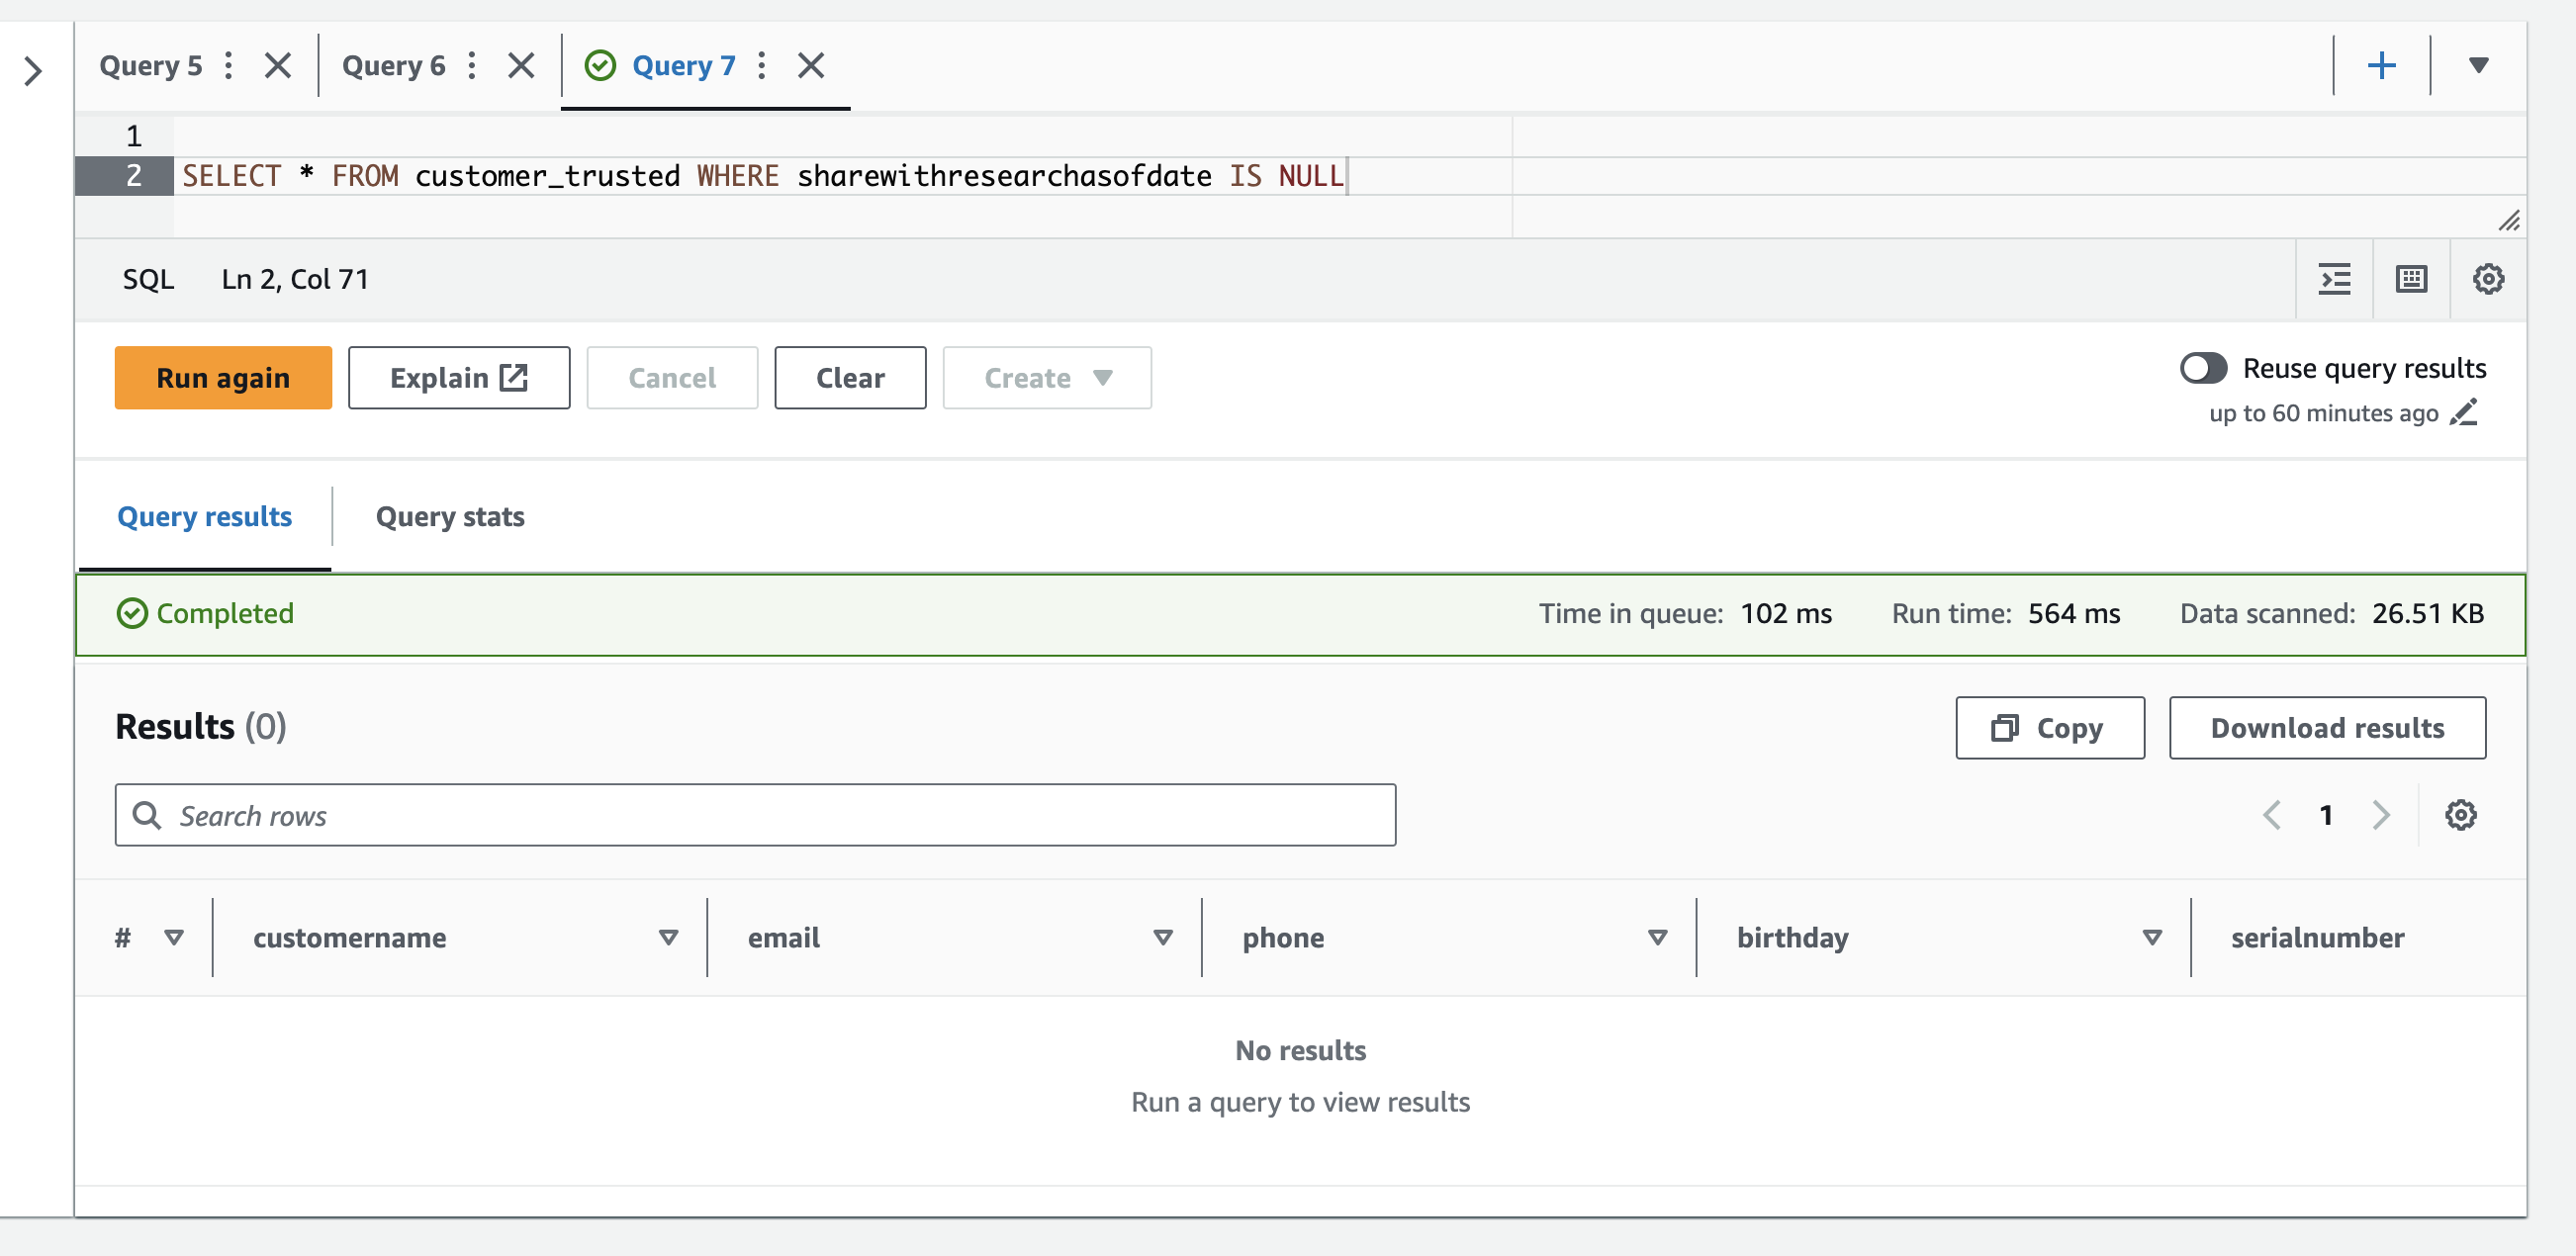 Query 5 Query 6 Query 7
1
2 SELECT * FROM customer_trusted WHERE sharewithresearchasofdate IS NULL
SQL Ln 2, Col 71
Run again Explain Cancel Clear Create Reuse query results
up to 60 minutes ago
Query results Query stats
Completed Time in queue: 102 ms Run time: 564 ms Data scanned: 26.51 KB
Results (0) Copy Download results
Search rows 1
# customername email phone birthday serialnumber
No results
Run a query to view results